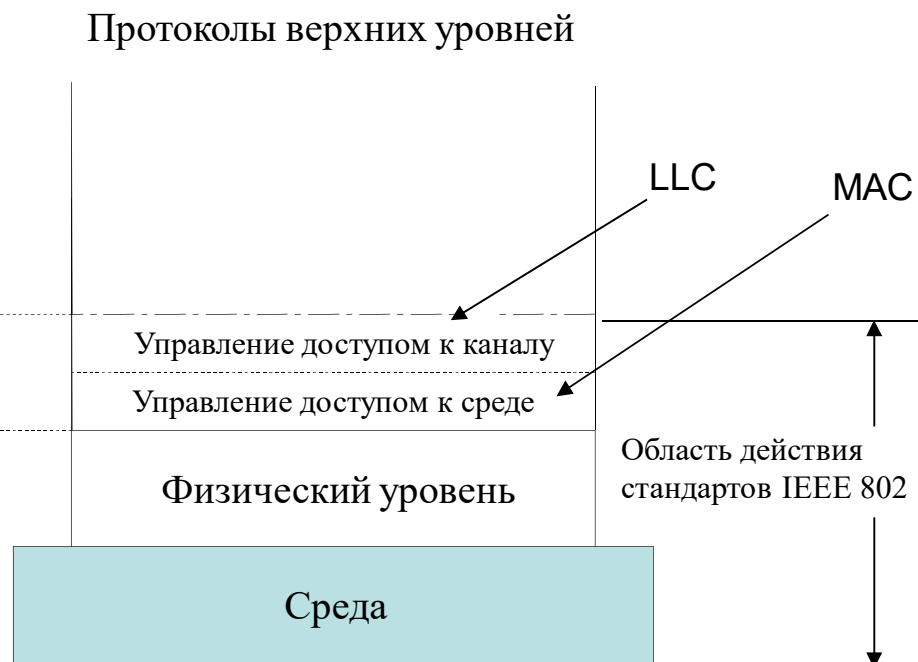 Протоколы верхних уровней
LLC
MAC
Управление доступом к каналу
Управление доступом к среде
Область действия
стандартов IEEE 802
Физический уровень
Среда